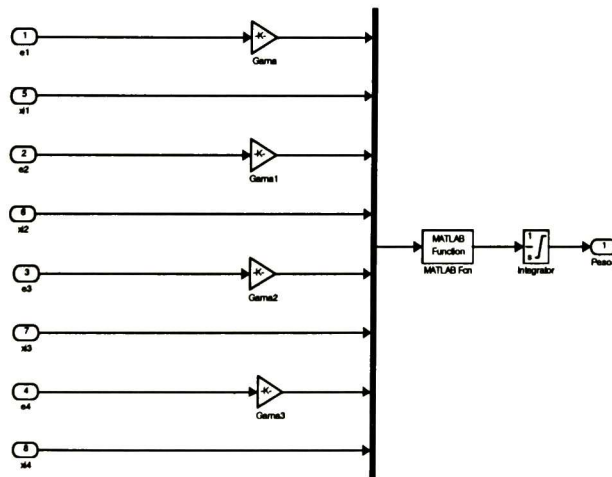 1
e1
-K-
Gama
5
xi1
2
e2
-K-
Gama1
6
xi2
MATLAB
Function
MATLAB Fcn
1
s
Integrator
1
3
e3
-K-
Gama2
7
xi3
4
e4
-K-
Gama3
8
xi4